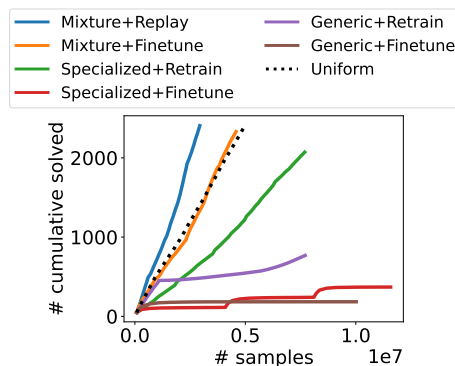 Mixture+Replay
Mixture+Finetune
Specialized+Retrain
Specialized+Finetune
Generic+Retrain
Generic+Finetune
Uniform
# cumulative solved
2000
1000
0
0.0 0.5 1.0
# samples 1e7